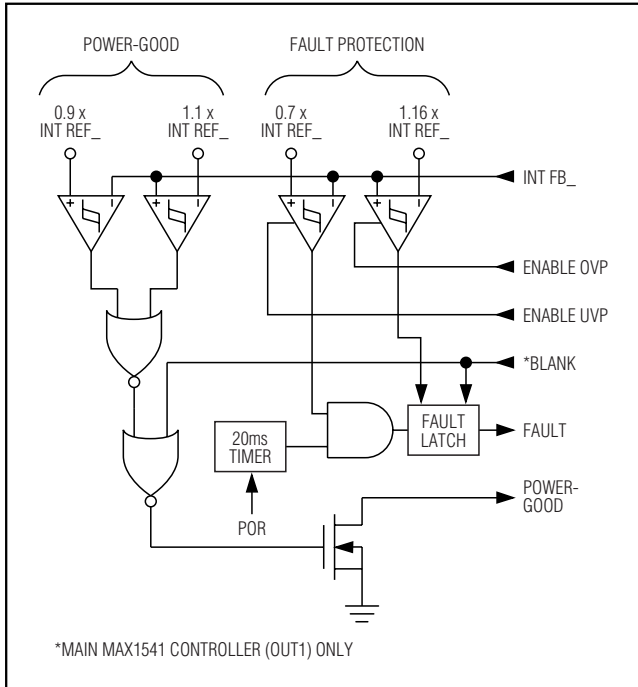 POWER-GOOD
FAULT PROTECTION
0.9 x
INT REF_
1.1 x
INT REF_
0.7 x
INT REF_
1.16 x
INT REF_
+
−
+
−
+
−
+
−
INT FB_
ENABLE OVP
ENABLE UVP
*BLANK
20ms
TIMER
FAULT
LATCH
FAULT
POR
POWER-
GOOD
*MAIN MAX1541 CONTROLLER (OUT1) ONLY